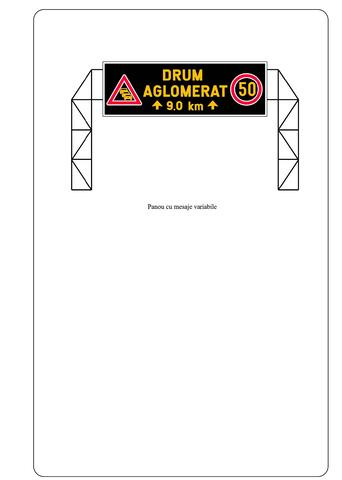 DRUM
AGLOMERAT
9.0 km
50
Panou cu mesaje variabile